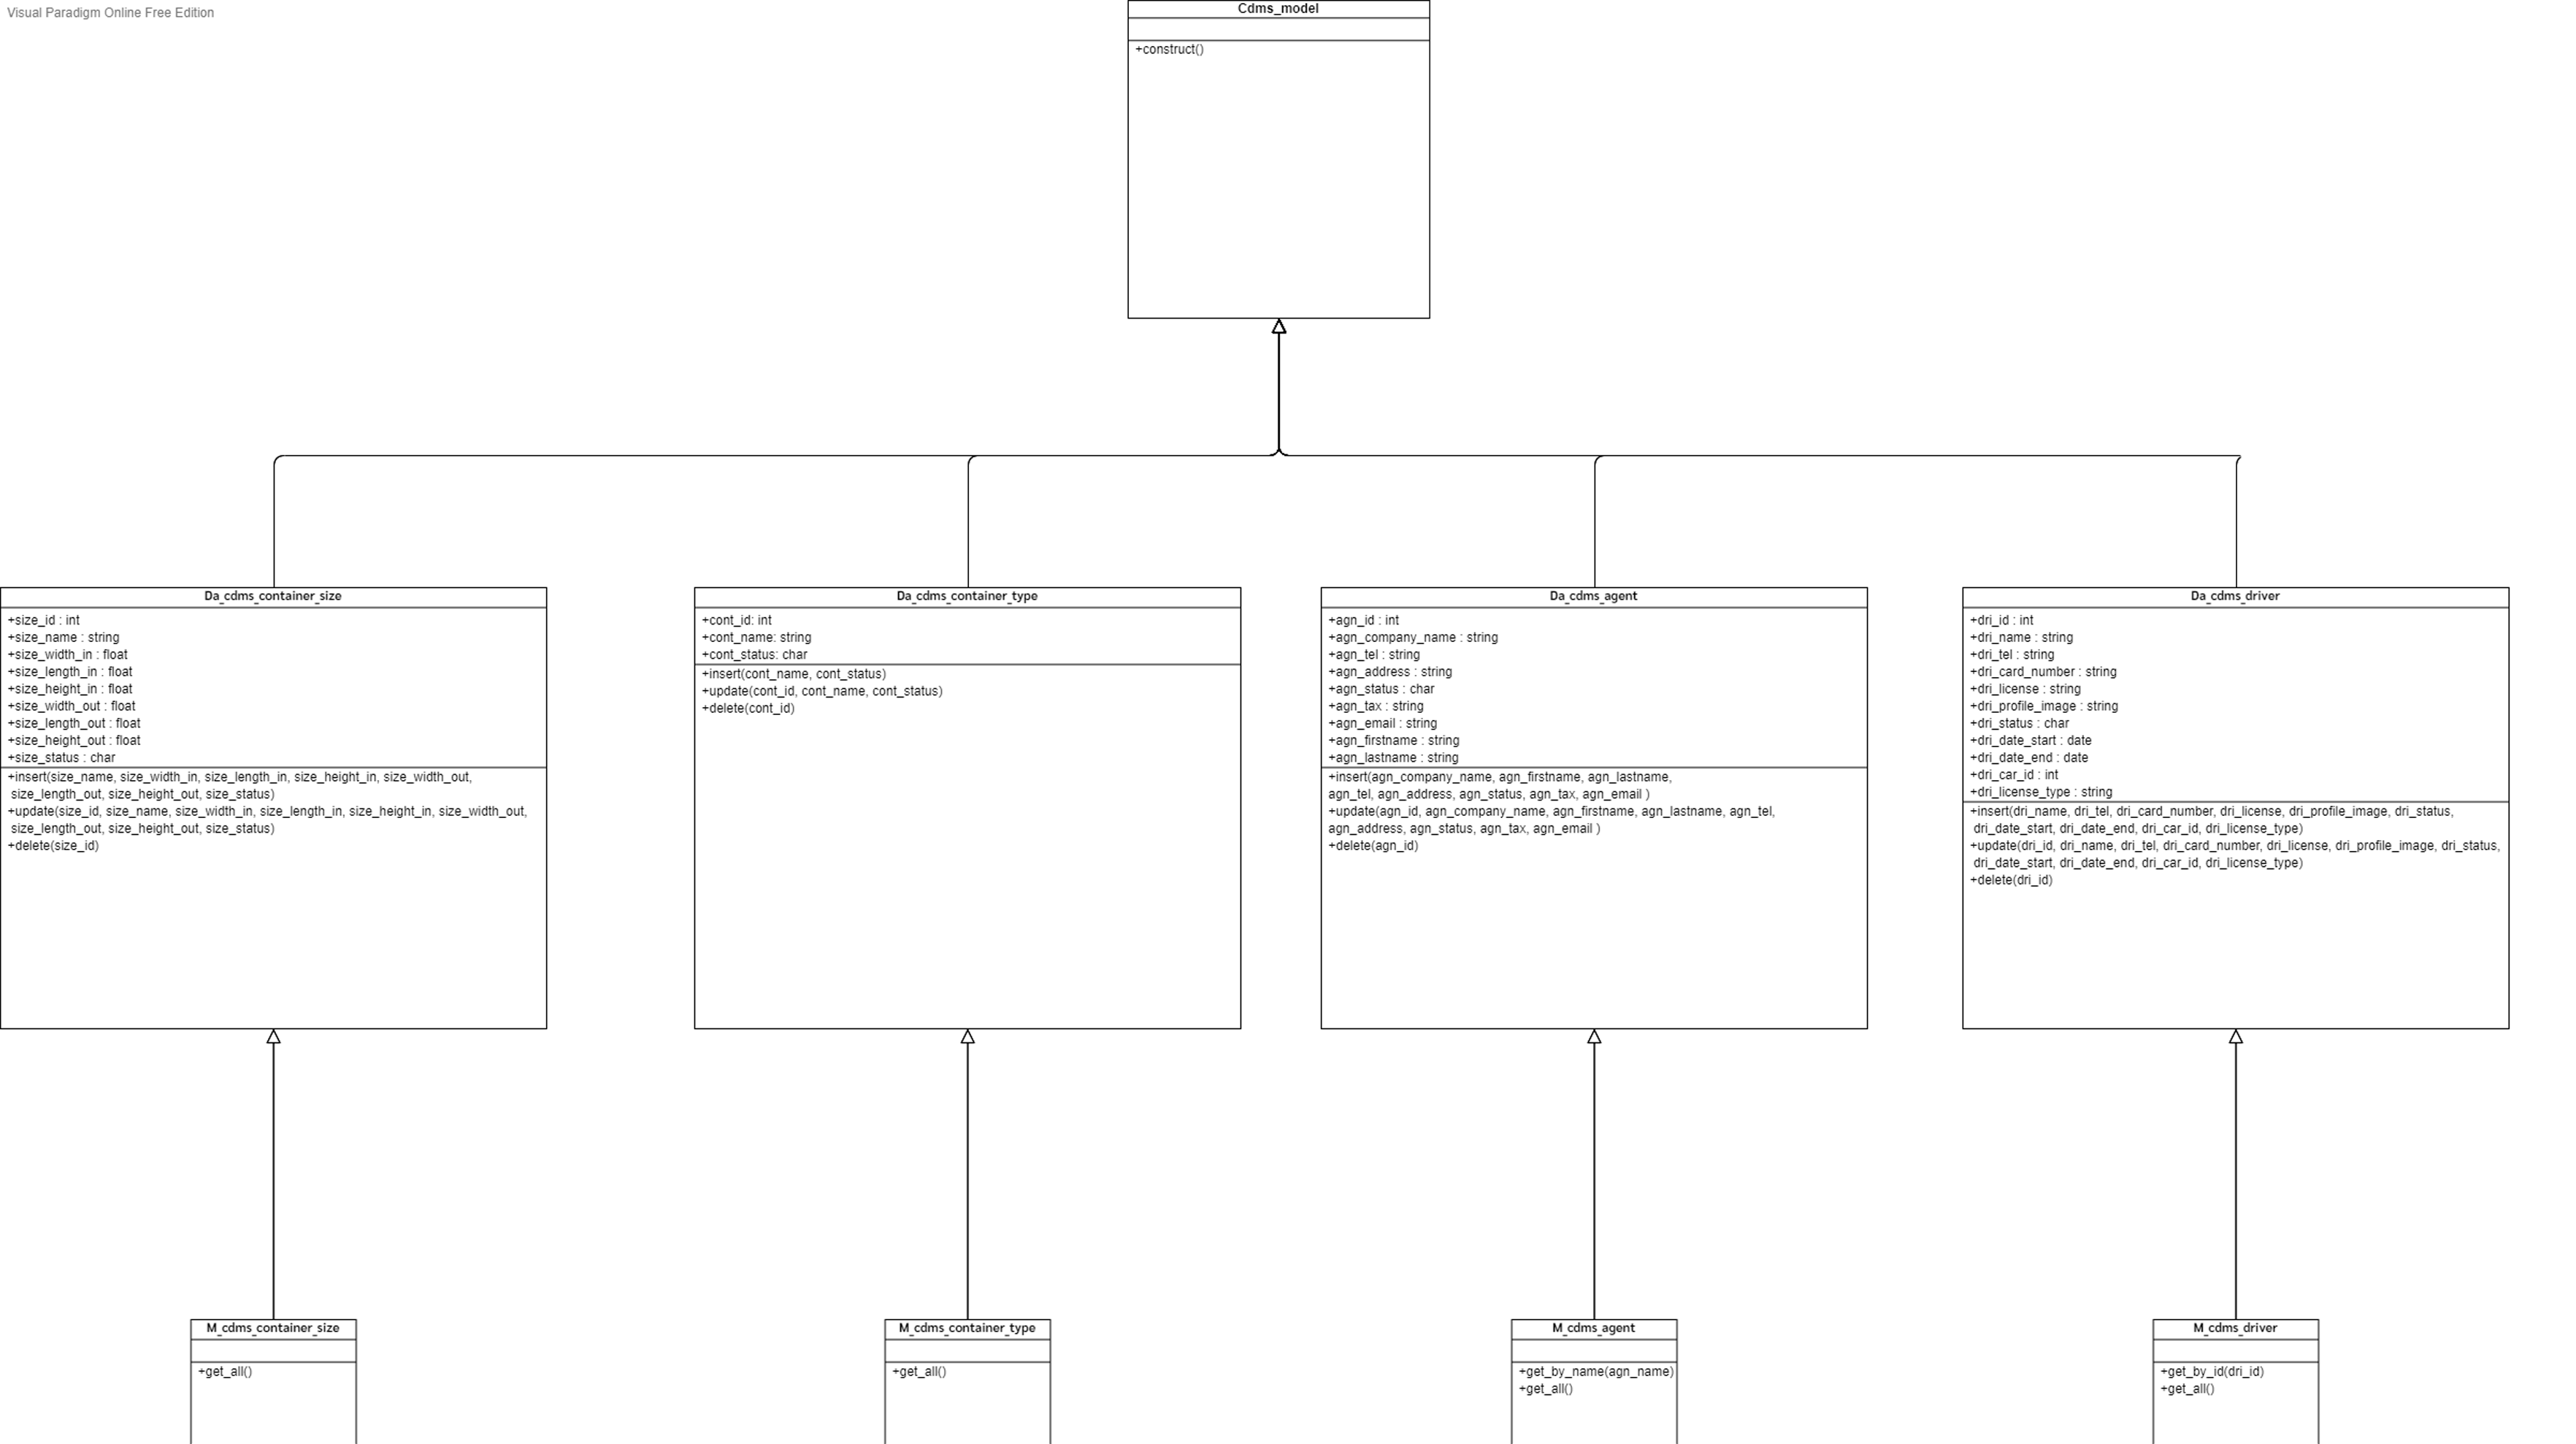 Visual Paradigm Online Free Edition
Cdms_model
+construct()
Da_cdms_container_size
+size_id : int
+size_name : string
+size_width_in : float
+size_length_in : float
+size_height_in : float
+size_width_out : float
+size_length_out : float
+size_height_out : float
+size_status : char
+insert(size_name, size_width_in, size_length_in, size_height_in, size_width_out,
size_length_out, size_height_out, size_status)
+update(size_id, size_name, size_width_in, size_length_in, size_height_in, size_width_out,
size_length_out, size_height_out, size_status)
+delete(size_id)
Da_cdms_container_type
+cont_id: int
+cont_name: string
+cont_status: char
+insert(cont_name, cont_status)
+update(cont_id, cont_name, cont_status)
+delete(cont_id)
Da_cdms_agent
+agn_id : int
+agn_company_name : string
+agn_tel : string
+agn_address : string
+agn_status : char
+agn_tax : string
+agn_email : string
+agn_firstname : string
+agn_lastname : string
+insert(agn_company_name, agn_firstname, agn_lastname,
agn_tel, agn_address, agn_status, agn_tax, agn_email )
+update(agn_id, agn_company_name, agn_firstname, agn_lastname, agn_tel,
agn_address, agn_status, agn_tax, agn_email )
+delete(agn_id)
Da_cdms_driver
+dri_id : int
+dri_name : string
+dri_tel : string
+dri_card_number : string
+dri_license : string
+dri_profile_image : string
+dri_status : char
+dri_date_start : date
+dri_date_end : date
+dri_car_id : int
+dri_license_type : string
+insert(dri_name, dri_tel, dri_card_number, dri_license, dri_profile_image, dri_status,
dri_date_start, dri_date_end, dri_car_id, dri_license_type)
+update(dri_id, dri_name, dri_tel, dri_card_number, dri_license, dri_profile_image, dri_status,
dri_date_start, dri_date_end, dri_car_id, dri_license_type)
+delete(dri_id)
M_cdms_container_size
+get_all()
M_cdms_container_type
+get_all()
M_cdms_agent
+get_by_name(agn_name)
+get_all()
M_cdms_driver
+get_by_id(dri_id)
+get_all()